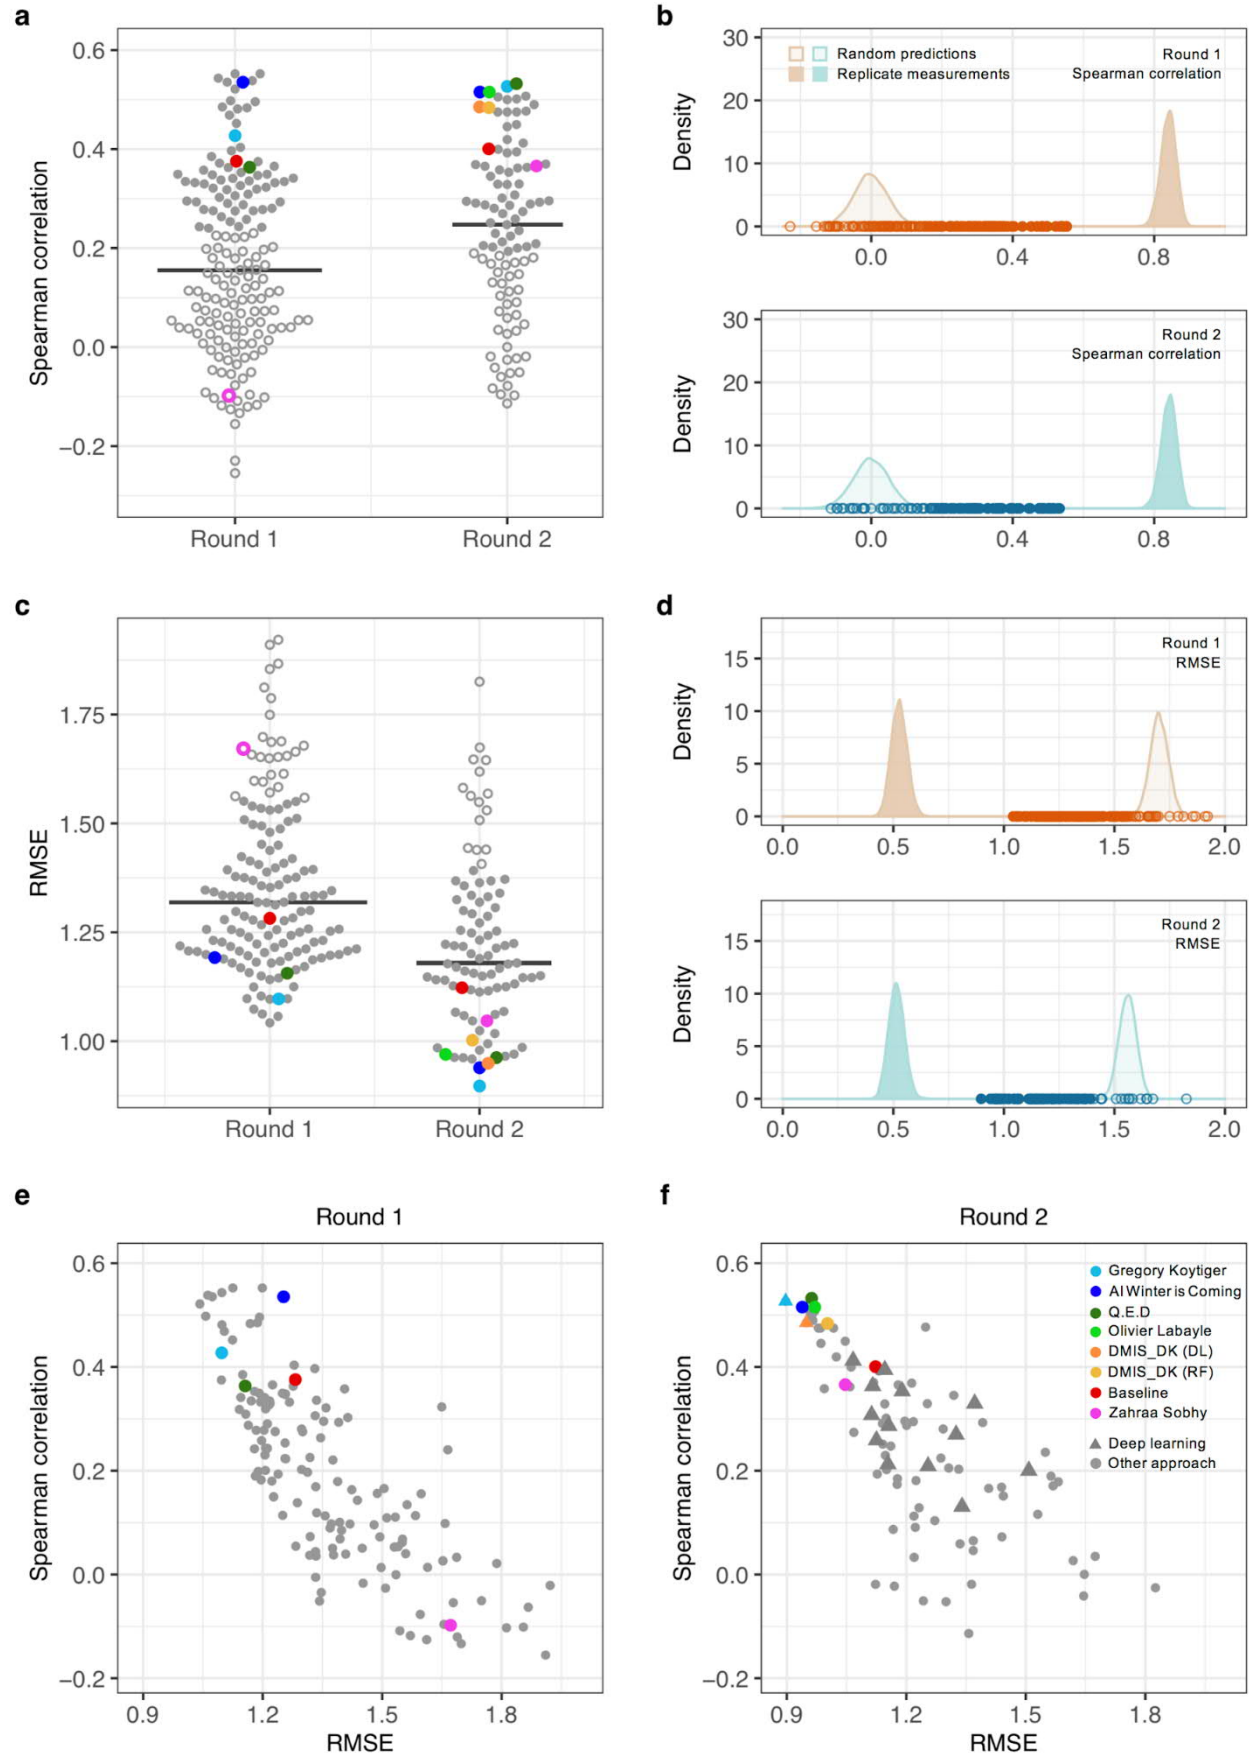 a
Spearman correlation
0.6
0.4
0.2
0.0
−0.2
Round 1
Round 2
b
Density
30
20
10
0
Random predictions
Replicate measurements
Round 1
Spearman correlation
0.0
0.4
0.8
Density
30
20
10
0
Round 2
Spearman correlation
0.0
0.4
0.8
c
RMSE
1.75
1.50
1.25
1.00
Round 1
Round 2
d
Density
15
10
5
0
Round 1
RMSE
0.0
0.5
1.0
1.5
2.0
Density
15
10
5
0
Round 2
RMSE
0.0
0.5
1.0
1.5
2.0
e
Round 1
Spearman correlation
0.6
0.4
0.2
0.0
−0.2
0.9
1.2
1.5
1.8
RMSE
f
Round 2
Spearman correlation
0.6
0.4
0.2
0.0
−0.2
Gregory Koytiger
AI Winter is Coming
Q.E.D
Olivier Labayle
DMIS_DK (DL)
DMIS_DK (RF)
Baseline
Zahraa Sobhy
Deep learning
Other approach
0.9
1.2
1.5
1.8
RMSE